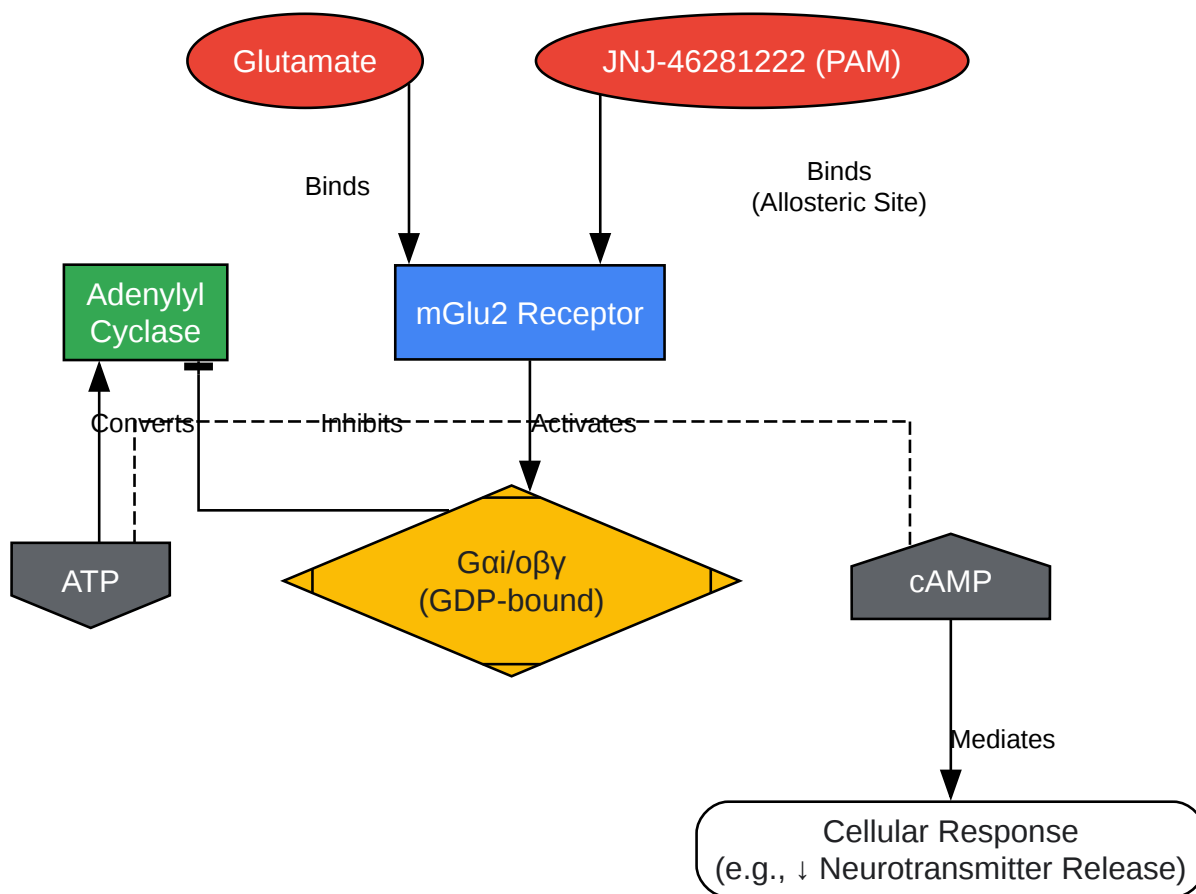 Glutamate
JNJ-46281222 (PAM)
Binds
Binds
(Allosteric Site)
Adenylyl
Cyclase
mGlu2 Receptor
Converts
Inhibits
Activates
ATP
Gαi/oβγ
(GDP-bound)
cAMP
Mediates
Cellular Response
(e.g., ↓ Neurotransmitter Release)